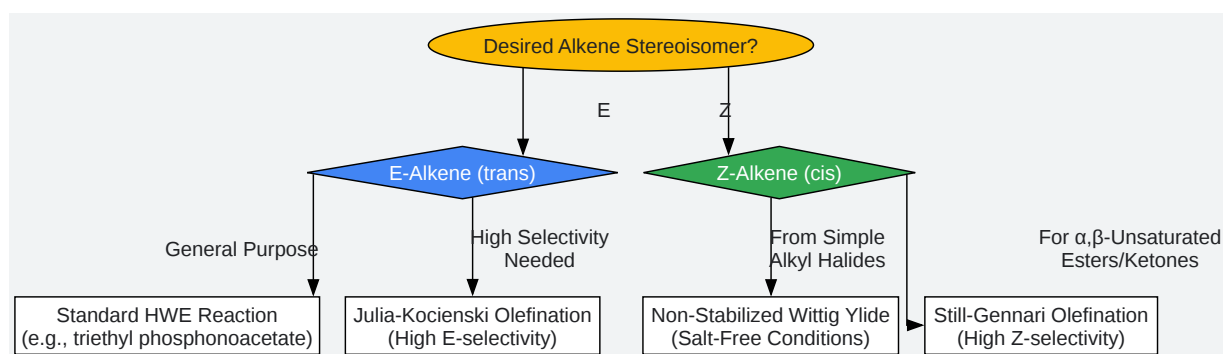 Desired Alkene Stereoisomer?
E
Z
E-Alkene (trans)
Z-Alkene (cis)
General Purpose
High Selectivity
Needed
From Simple
Alkyl Halides
For α,β-Unsaturated
Esters/Ketones
Standard HWE Reaction
(e.g., triethyl phosphonoacetate)
Julia-Kocienski Olefination
(High E-selectivity)
Non-Stabilized Wittig Ylide
(Salt-Free Conditions)
Still-Gennari Olefination
(High Z-selectivity)